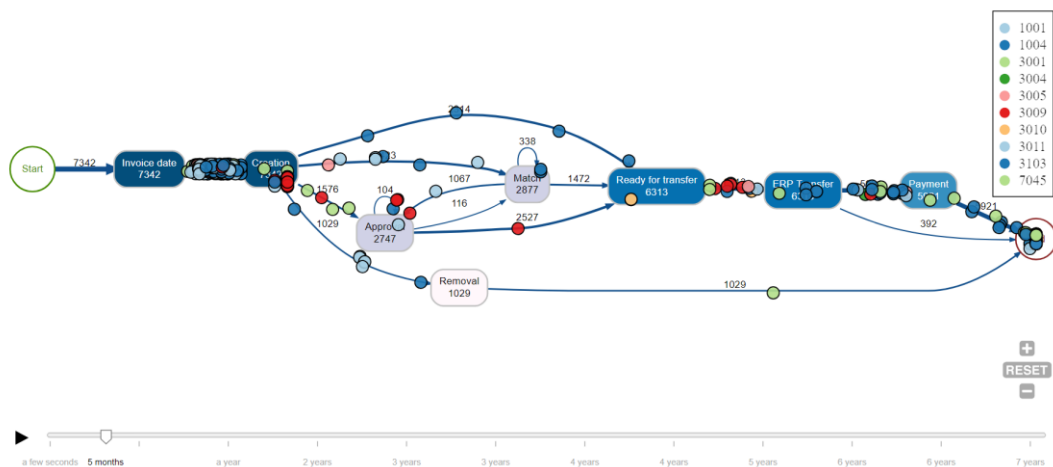 1001
1004
3001
3004
3005
3009
3010
3011
3103
7045
Start
7342
Invoice date
7342
Creation
338
Match
2877
1067
116
1472
1576
104
1029
2747
2527
Removal
1029
1029
Ready for transfer
6313
ERP Transfer
Payment
392
RESET
a few seconds
5 months
a year
2 years
3 years
3 years
4 years
4 years
5 years
6 years
6 years
7 years